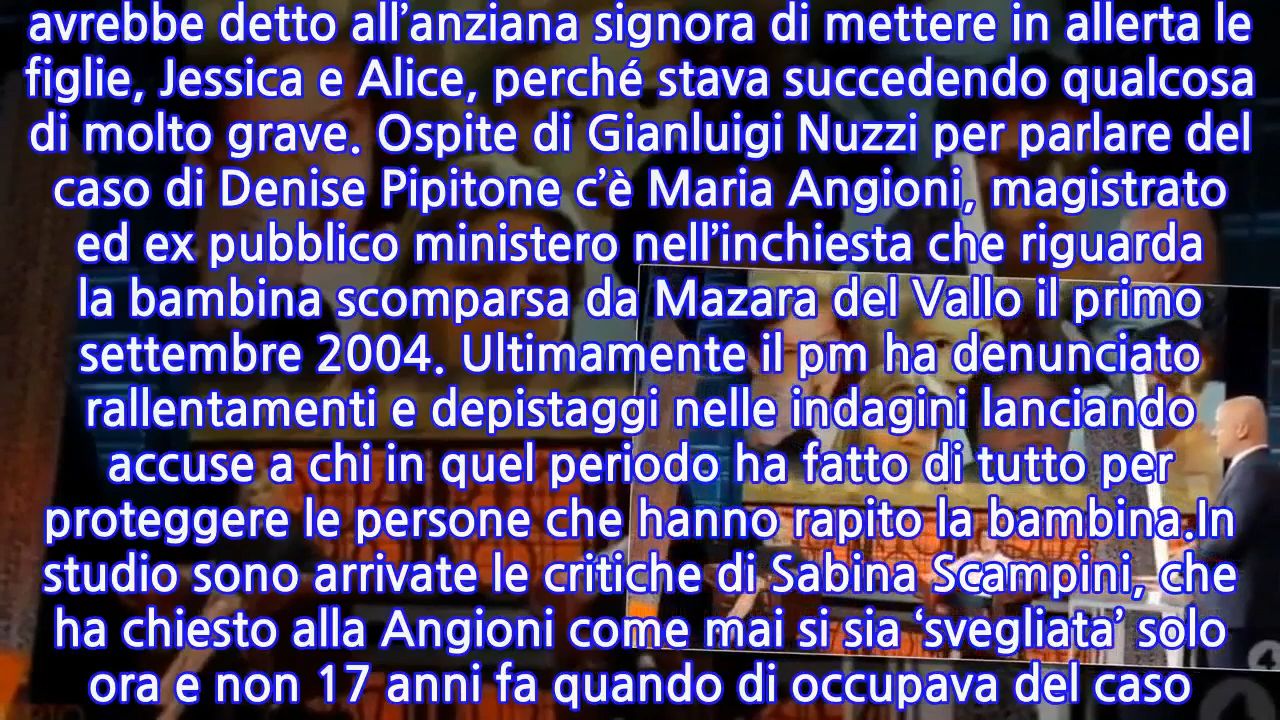 avrebbe detto all’anziana signora di mettere in allerta le
figlie, Jessica e Alice, perché stava succedendo qualcosa
di molto grave. Ospite di Gianluigi Nuzzi per parlare del
caso di Denise Pipitone c’è Maria Angioni, magistrato
ed ex pubblico ministero nell’inchiesta che riguarda
la bambina scomparsa da Mazara del Vallo il primo
settembre 2004. Ultimamente il pm ha denunciato
rallentamenti e depistaggi nelle indagini lanciando
accuse a chi in quel periodo ha fatto di tutto per
proteggere le persone che hanno rapito la bambina.In
studio sono arrivate le critiche di Sabina Scampini, che
ha chiesto alla Angioni come mai si sia ‘svegliata’ solo
ora e non 17 anni fa quando di occupava del caso
4